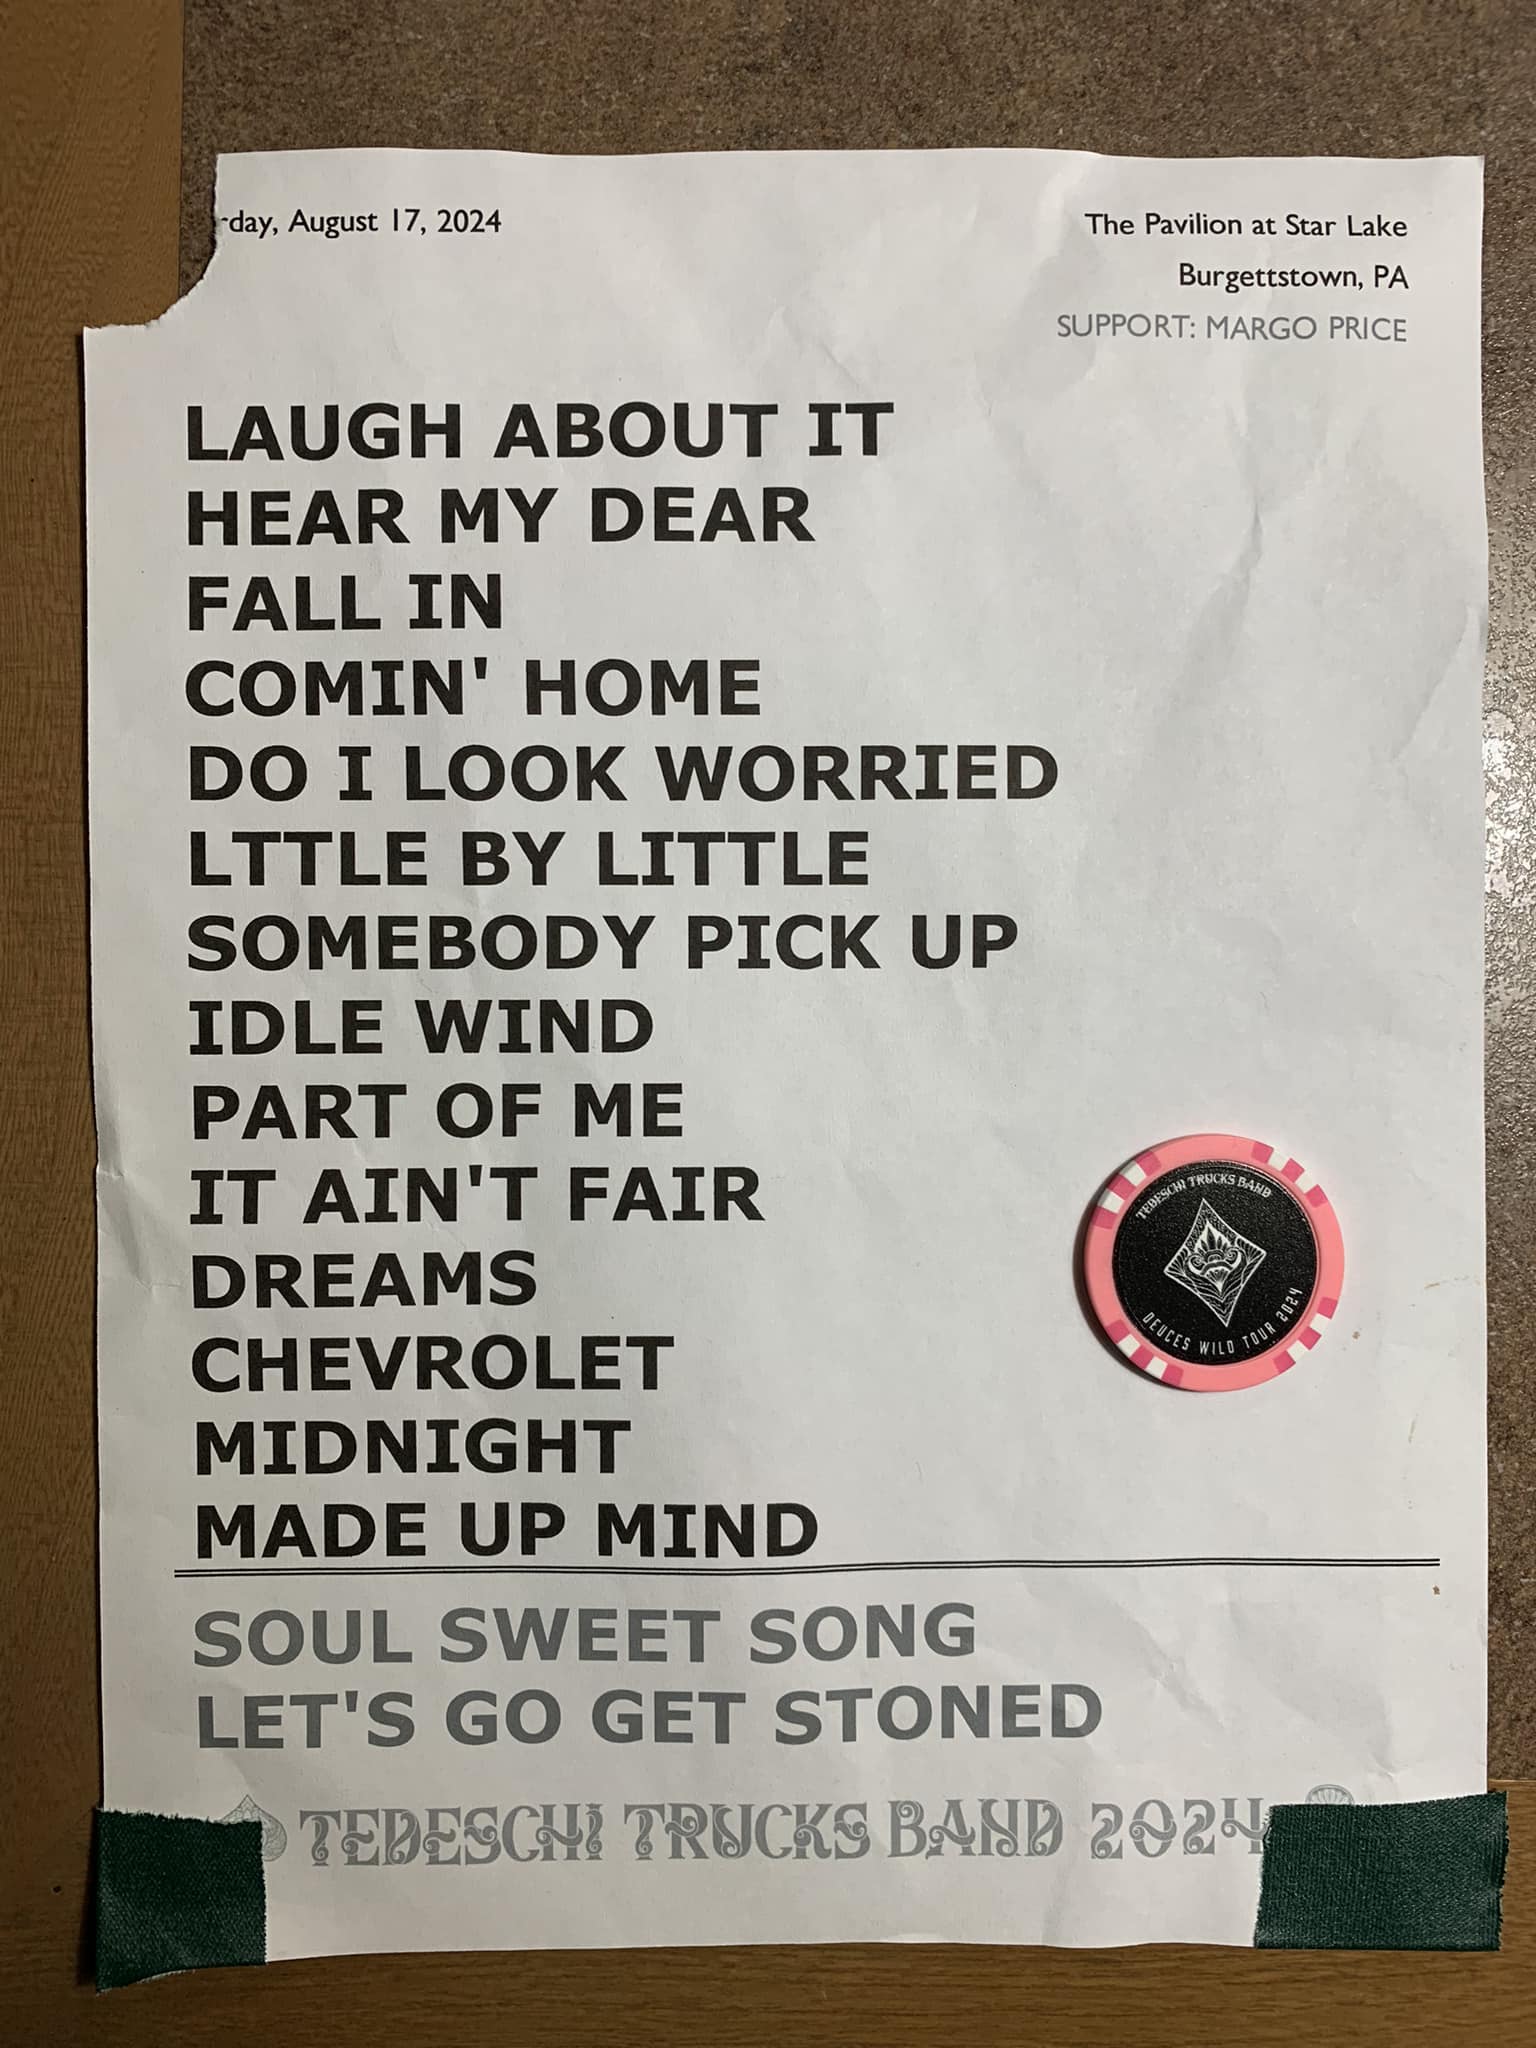 rday, August 17, 2024
The Pavilion at Star Lake
Burgettstown, PA
SUPPORT: MARGO PRICE
LAUGH ABOUT IT
HEAR MY DEAR
FALL IN
COMIN' HOME
DO I LOOK WORRIED
LTTLE BY LITTLE
SOMEBODY PICK UP
IDLE WIND
PART OF ME
IT AIN'T FAIR
DREAMS
CHEVROLET
MIDNIGHT
MADE UP MIND
TEDESCHI TRUCKS BAND
DEUCES WILD TOUR 2024
SOUL SWEET SONG
LET'S GO GET STONED
TEDESCHI TRUCKS BAND 2024